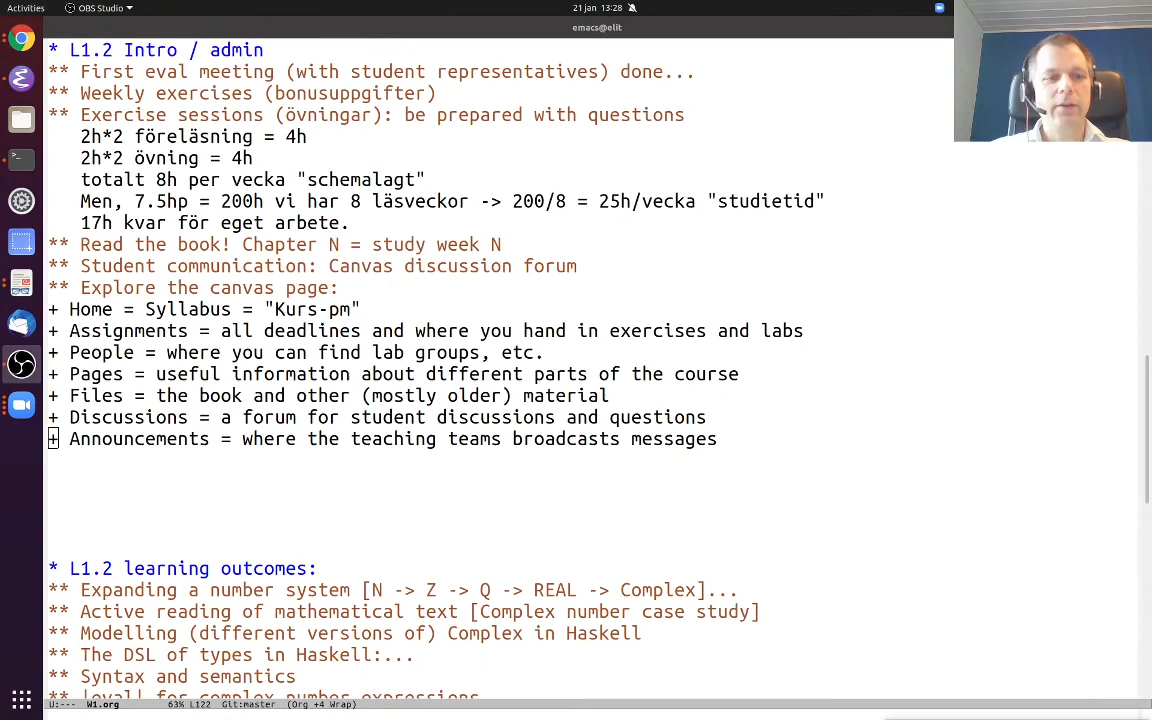 Activities
OBS Studio
21 jan 13:28
emacs@elit
* L1.2 Intro / admin
** First eval meeting (with student representatives) done...
** Weekly exercises (bonusuppgifter)
** Exercise sessions (övningar): be prepared with questions
2h*2 föreläsning = 4h
2h*2 övning = 4h
totalt 8h per vecka "schemalagt"
Men, 7.5hp = 200h vi har 8 läsveckor -> 200/8 = 25h/vecka "studietid"
17h kvar för eget arbete.
** Read the book! Chapter N = study week N
** Student communication: Canvas discussion forum
** Explore the canvas page:
+ Home = Syllabus = "Kurs-pm"
+ Assignments = all deadlines and where you hand in exercises and labs
+ People = where you can find lab groups, etc.
+ Pages = useful information about different parts of the course
+ Files = the book and other (mostly older) material
+ Discussions = a forum for student discussions and questions
+ Announcements = where the teaching teams broadcasts messages
* L1.2 learning outcomes:
** Expanding a number system [N -> Z -> Q -> REAL -> Complex]...
** Active reading of mathematical text [Complex number case study]
** Modelling (different versions of) Complex in Haskell
** The DSL of types in Haskell:...
** Syntax and semantics
** |eval| for complex number expressions
U:--- W1.org 63% L122 Git:master (Org +4 Wrap)